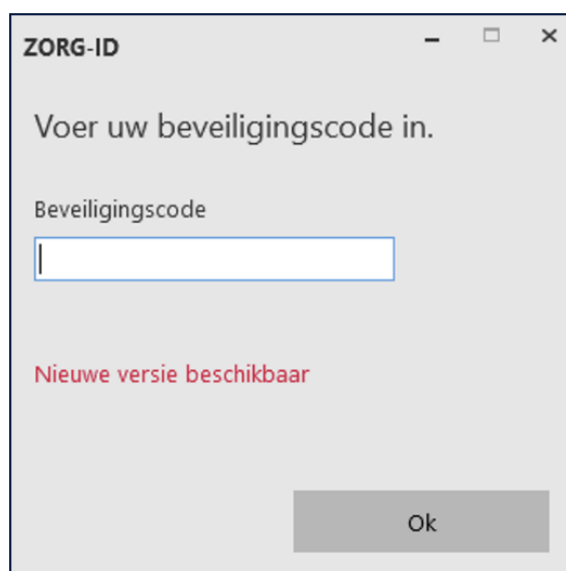 ZORG-ID
Voer uw beveiligingscode in.
Beveiligingscode
Nieuwe versie beschikbaar
Ok